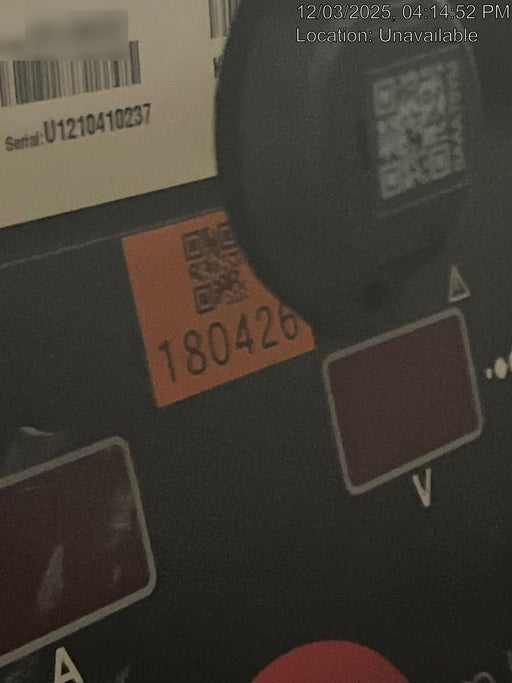 12/03/2025, 04:14:52 PM
Location: Unavailable
Serial:U1210410237
180426
V
A